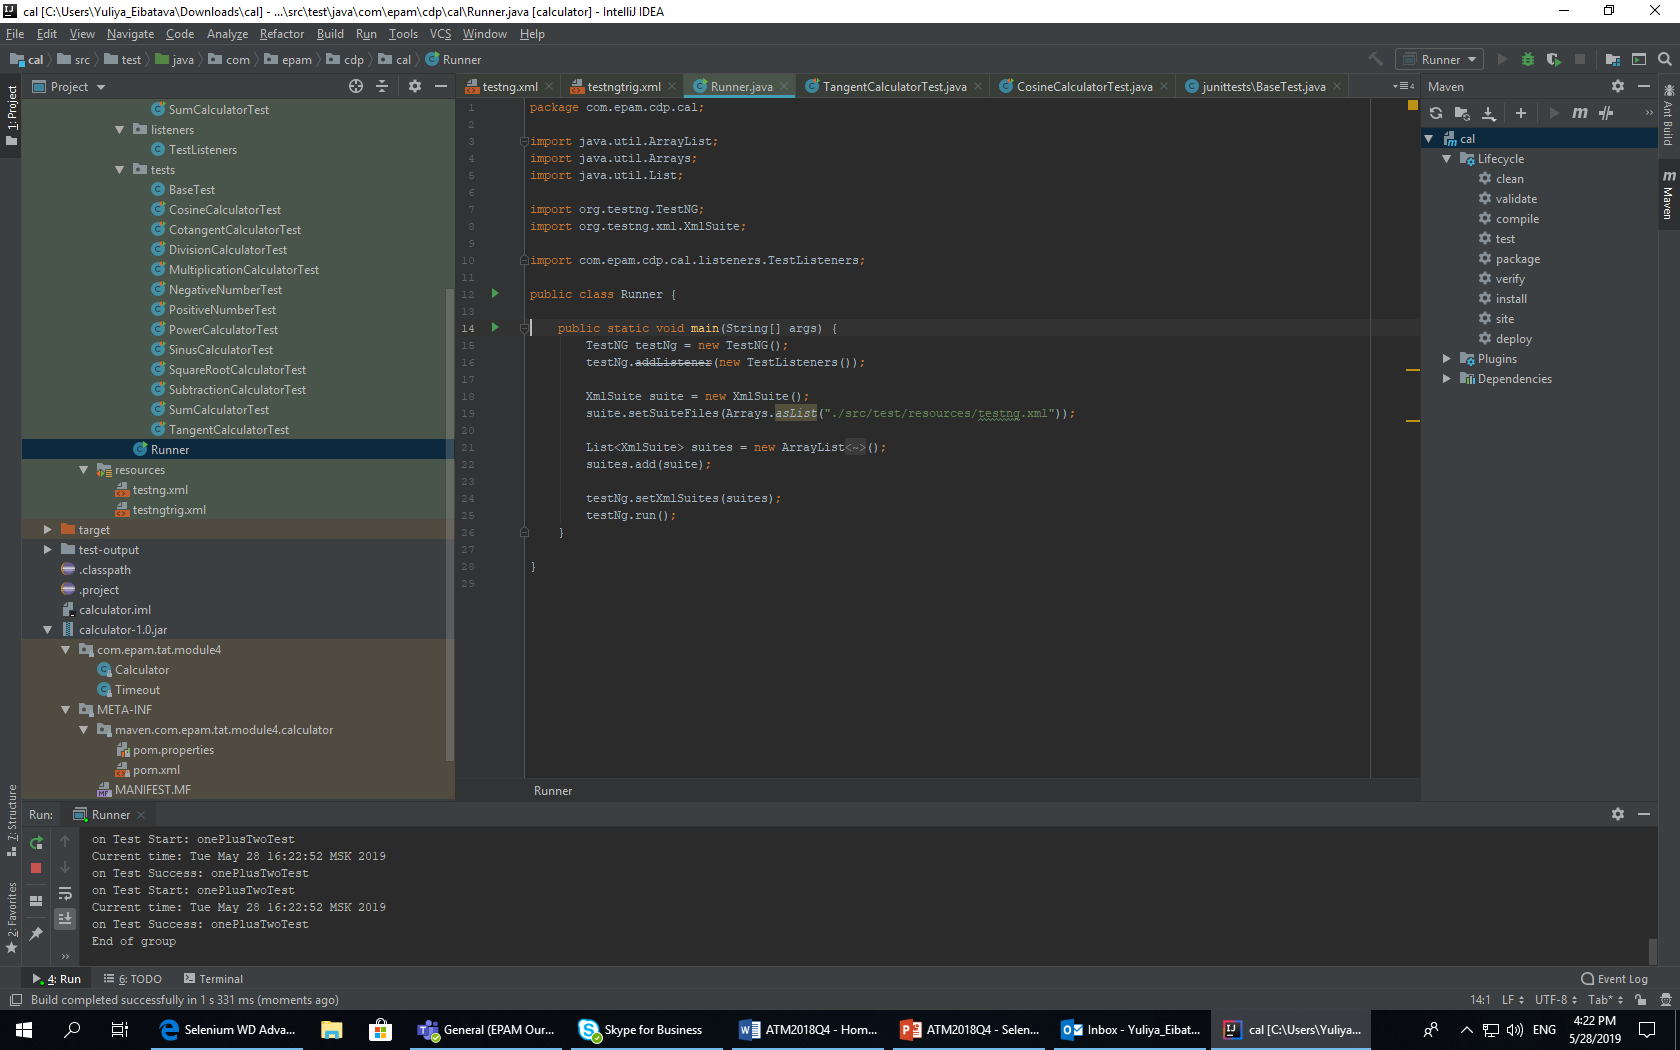 cal [C:\Users\Yuliya_Eibatava\Downloads\cal] - ...\src\test\java\com\epam\cdp\cal\Runner.java [calculator] - IntelliJ IDEA
File Edit View Navigate Code Analyze Refactor Build Run Tools VCS Window Help
cal src test java com epam cdp cal Runner
Runner
Project
testng.xml testngtrig.xml Runner.java TangentCalculatorTest.java CosineCalculatorTest.java junittests\BaseTest.java
4
Maven
1: Project
7: Structure
2: Favorites
SumCalculatorTest
listeners
TestListeners
tests
BaseTest
CosineCalculatorTest
CotangentCalculatorTest
DivisionCalculatorTest
MultiplicationCalculatorTest
NegativeNumberTest
PositiveNumberTest
PowerCalculatorTest
SinusCalculatorTest
SquareRootCalculatorTest
SubtractionCalculatorTest
SumCalculatorTest
TangentCalculatorTest
Runner
resources
testng.xml
testngtrig.xml
target
test-output
.classpath
.project
calculator.iml
calculator-1.0.jar
com.epam.tat.module4
Calculator
Timeout
META-INF
maven.com.epam.tat.module4.calculator
pom.properties
pom.xml
MANIFEST.MF
1 package com.epam.cdp.cal;
2
3 import java.util.ArrayList;
4 import java.util.Arrays;
5 import java.util.List;
6
7 import org.testng.TestNG;
8 import org.testng.xml.XmlSuite;
9
10 import com.epam.cdp.cal.listeners.TestListeners;
11
12 public class Runner {
13
14 public static void main(String[] args) {
15 TestNG testNg = new TestNG();
16 testNg.addListener(new TestListeners());
17
18 XmlSuite suite = new XmlSuite();
19 suite.setSuiteFiles(Arrays.asList("./src/test/resources/testng.xml"));
20
21 List<XmlSuite> suites = new ArrayList<~>();
22 suites.add(suite);
23
24 testNg.setXmlSuites(suites);
25 testNg.run();
26 }
27
28 }
29
Runner
cal
Lifecycle
clean
validate
compile
test
package
verify
install
site
deploy
Plugins
Dependencies
Ant Build
Maven
Run: Runner
on Test Start: onePlusTwoTest
Current time: Tue May 28 16:22:52 MSK 2019
on Test Success: onePlusTwoTest
on Test Start: onePlusTwoTest
Current time: Tue May 28 16:22:52 MSK 2019
on Test Success: onePlusTwoTest
End of group
4: Run 6: TODO Terminal Event Log
Build completed successfully in 1 s 331 ms (moments ago) 14:1 LF UTF-8 Tab*
Selenium WD Adva... General (EPAM Our... Skype for Business ATM2018Q4 - Hom... ATM2018Q4 - Selen... Inbox - Yuliya_Eibat... cal [C:\Users\Yuliya... ENG 4:22 PM
5/28/2019